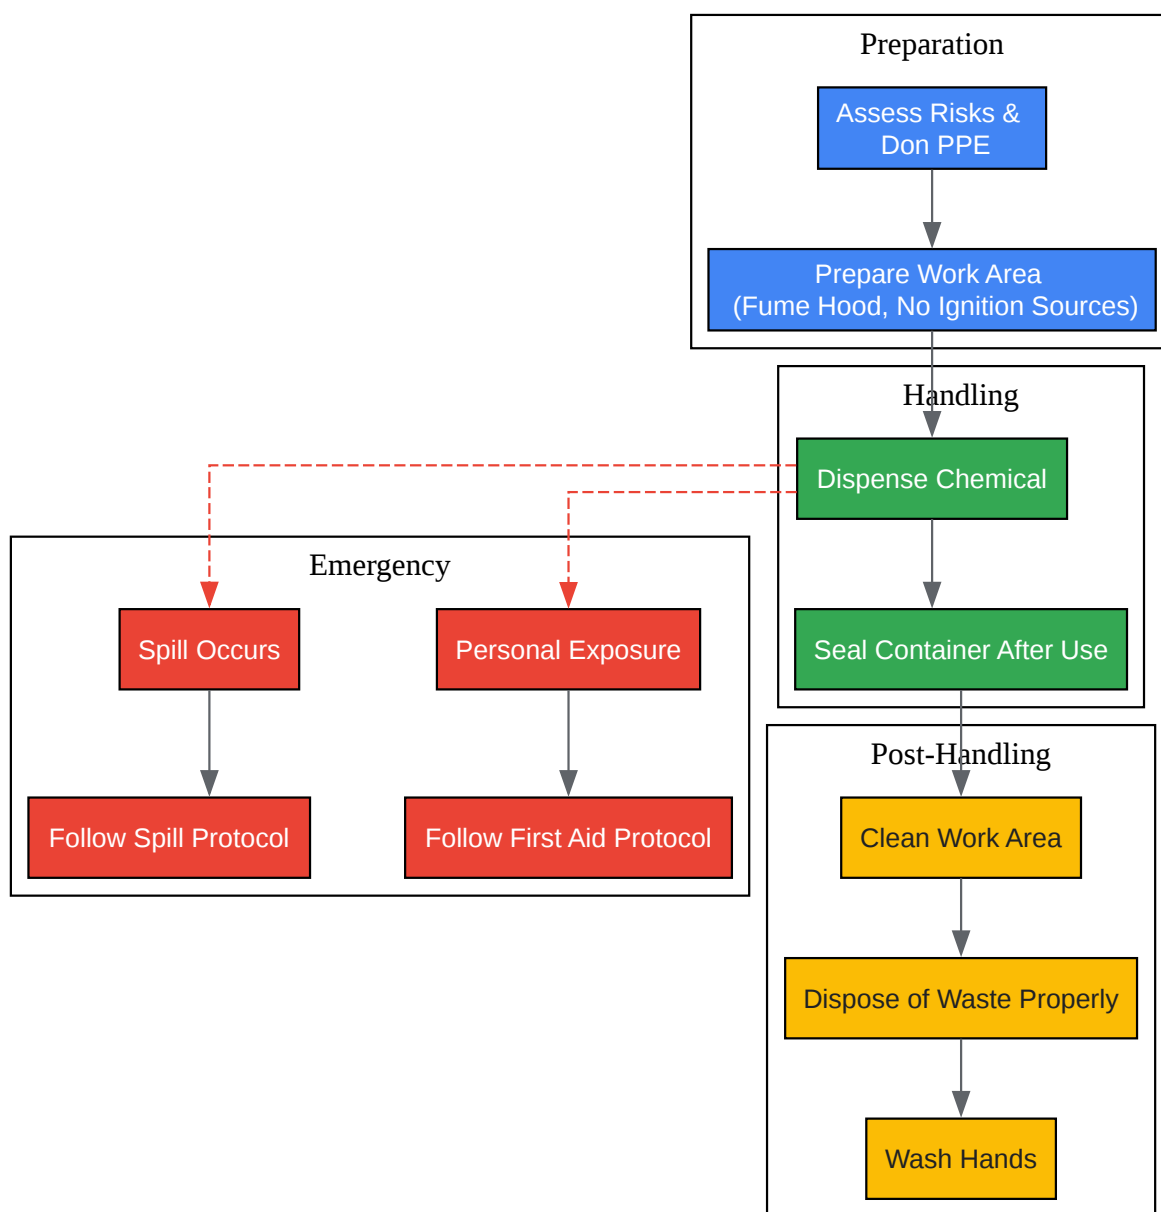 Preparation
Assess Risks &
Don PPE
Prepare Work Area
(Fume Hood, No Ignition Sources)
Handling
Dispense Chemical
Seal Container After Use
Emergency
Spill Occurs
Personal Exposure
Follow Spill Protocol
Follow First Aid Protocol
Post-Handling
Clean Work Area
Dispose of Waste Properly
Wash Hands